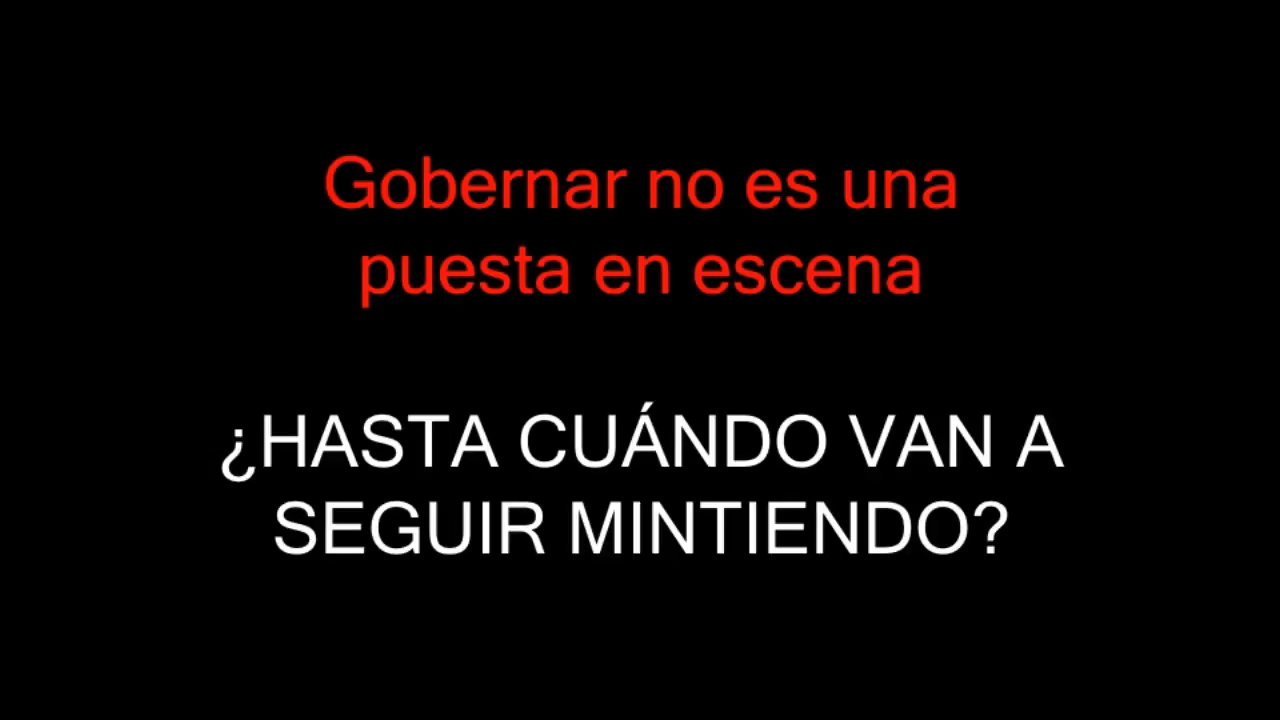 Gobernar no es una
puesta en escena
¿HASTA CUÁNDO VAN A
SEGUIR MINTIENDO?